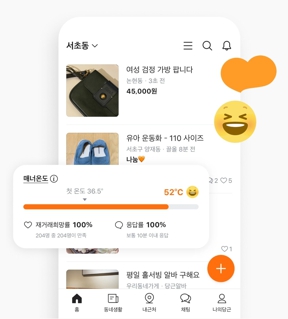 서초동
여성 검정 가방 팝니다
논현동 · 3초 전
45,000원
유아 운동화 - 110 사이즈
서초구 양재동 · 끌올 8분 전
나눔🧡
2 5
매너온도
첫 온도 36.5°
52°C
재거래희망률 100%
204명 중 204명이 만족
응답률 100%
보통 10분 이내 응답
1
평일 홀서빙 알바 구해요
우리동네가게 · 당근알바
홈
동네생활
내근처
채팅
나의당근